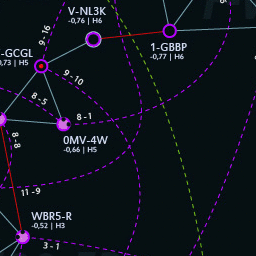 V-NL3K
-0,76 | H6
9-16
1-GBBP
-0,77 | H6
-GCGL
0,73 | H5
9-10
8-5
8-1
0MV-4W
-0,66 | H5
8-8
11-9
WBR5-R
-0,52 | H3
3-1